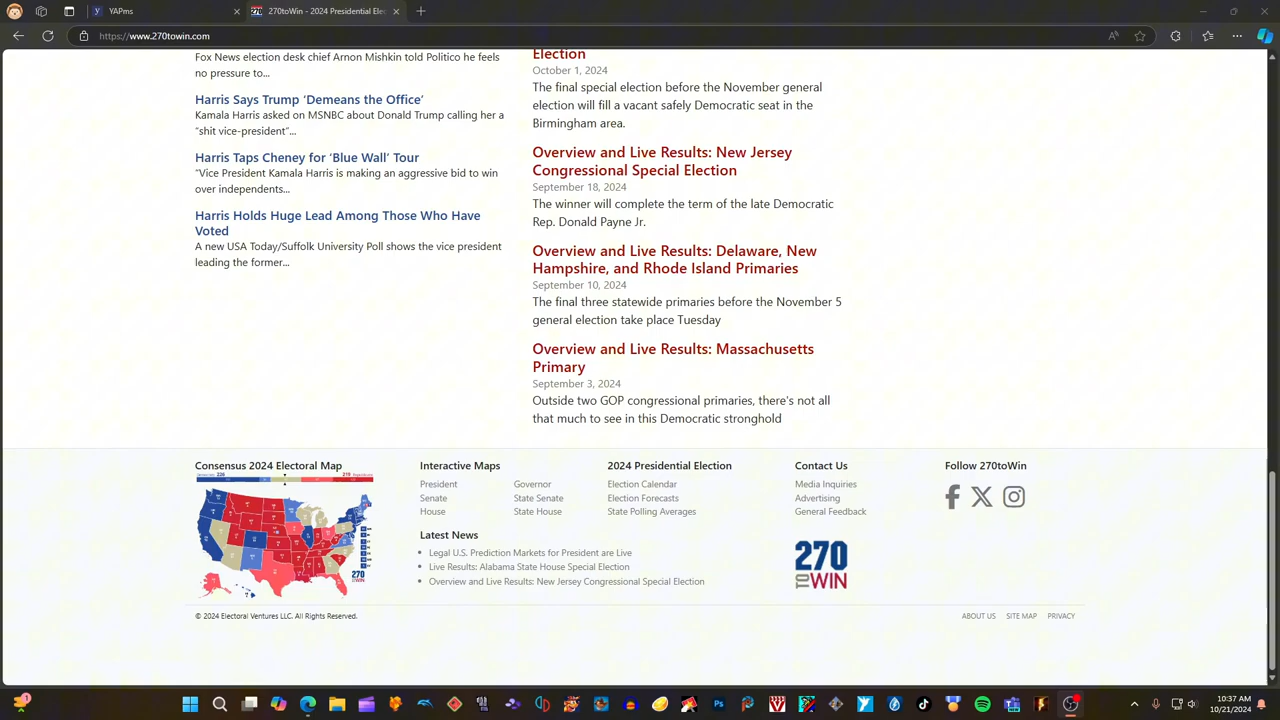 YAPms
270toWin - 2024 Presidential Elec
https://www.270towin.com
Fox News election desk chief Arnon Mishkin told Politico he feels
no pressure to...
Harris Says Trump ‘Demeans the Office’
Kamala Harris asked on MSNBC about Donald Trump calling her a
“shit vice-president”...
Harris Taps Cheney for ‘Blue Wall’ Tour
“Vice President Kamala Harris is making an aggressive bid to win
over independents...
Harris Holds Huge Lead Among Those Who Have
Voted
A new USA Today/Suffolk University Poll shows the vice president
leading the former...
Election
October 1, 2024
The final special election before the November general
election will fill a vacant safely Democratic seat in the
Birmingham area.
Overview and Live Results: New Jersey
Congressional Special Election
September 18, 2024
The winner will complete the term of the late Democratic
Rep. Donald Payne Jr.
Overview and Live Results: Delaware, New
Hampshire, and Rhode Island Primaries
September 10, 2024
The final three statewide primaries before the November 5
general election take place Tuesday
Overview and Live Results: Massachusetts
Primary
September 3, 2024
Outside two GOP congressional primaries, there's not all
that much to see in this Democratic stronghold
Consensus 2024 Electoral Map
226
219
270
TO
WIN
Interactive Maps
President
Governor
Senate
State Senate
House
State House
Latest News
Legal U.S. Prediction Markets for President are Live
Live Results: Alabama State House Special Election
Overview and Live Results: New Jersey Congressional Special Election
2024 Presidential Election
Election Calendar
Election Forecasts
State Polling Averages
Contact Us
Media Inquiries
Advertising
General Feedback
270
TO WIN
Follow 270toWin
© 2024 Electoral Ventures LLC. All Rights Reserved.
ABOUT US
SITE MAP
PRIVACY
1
10:37 AM
10/21/2024